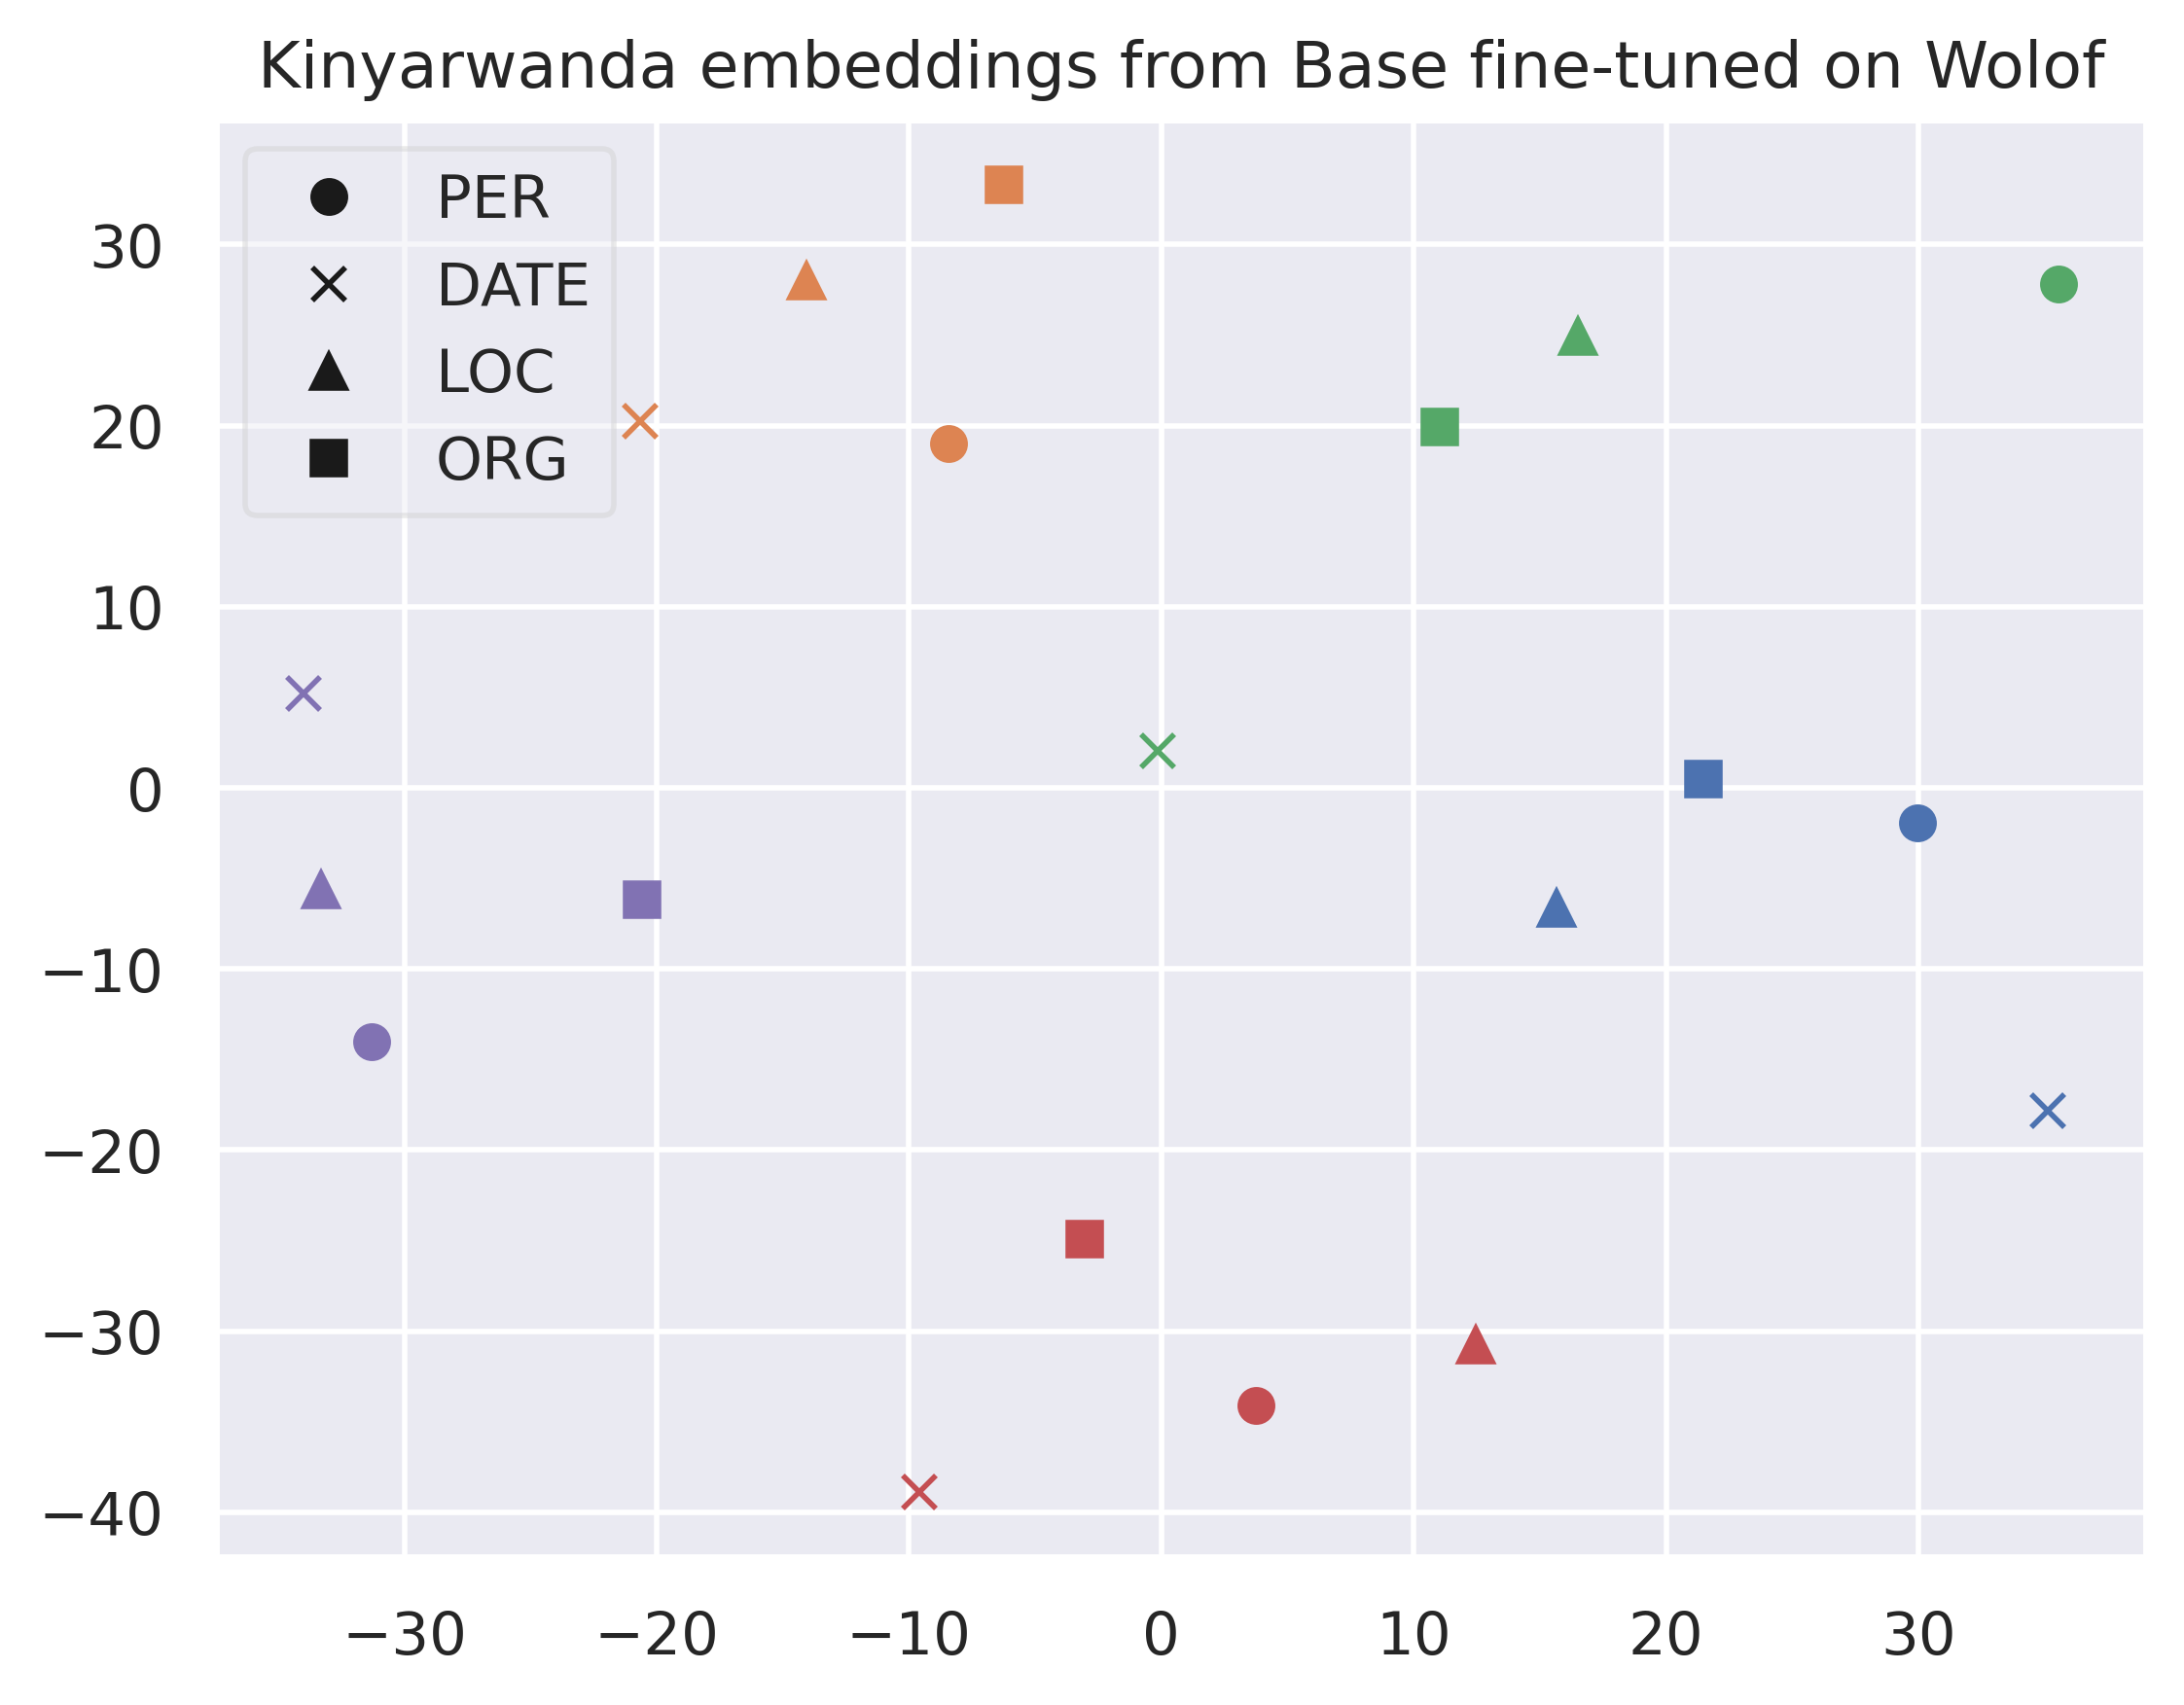 Kinyarwanda embeddings from Base fine-tuned on Wolof
PER
DATE
LOC
ORG
30
20
10
0
−10
−20
−30
−40
−30 −20 −10 0 10 20 30